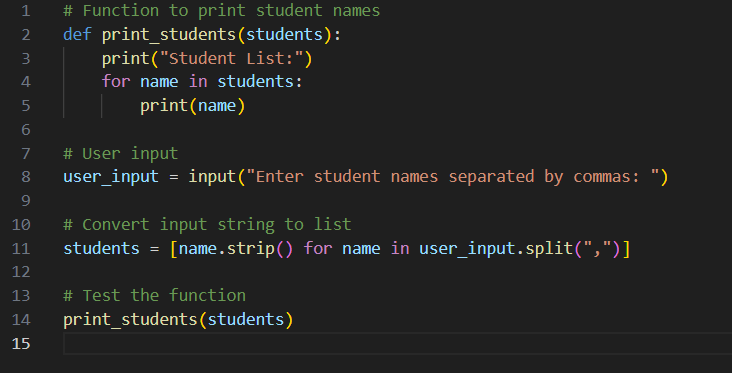 1 # Function to print student names
2 def print_students(students):
3     print("Student List:")
4     for name in students:
5         print(name)
6
7 # User input
8 user_input = input("Enter student names separated by commas: ")
9
10 # Convert input string to list
11 students = [name.strip() for name in user_input.split(",")]
12
13 # Test the function
14 print_students(students)
15